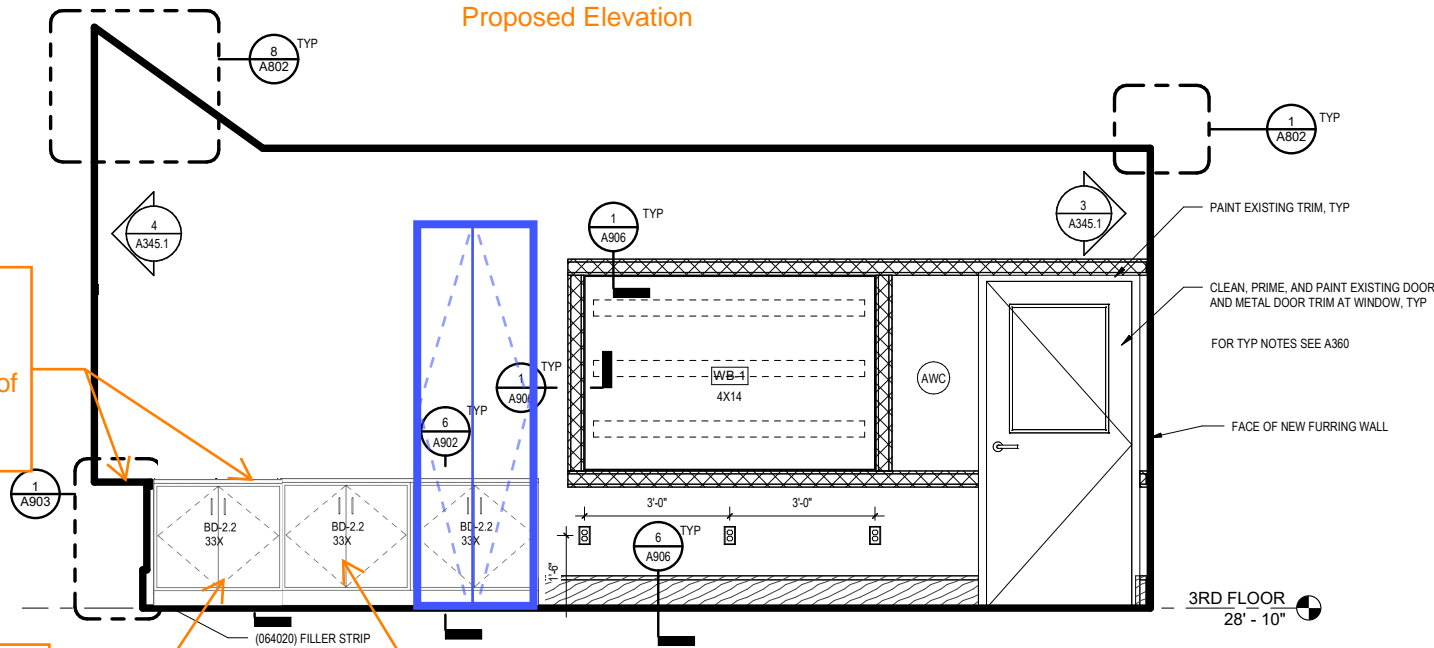 Proposed Elevation
8
A802
TYP
1
A802
TYP
4
A345.1
3
A345.1
1
A906
TYP
PAINT EXISTING TRIM, TYP
CLEAN, PRIME, AND PAINT EXISTING DOOR
AND METAL DOOR TRIM AT WINDOW, TYP
FOR TYP NOTES SEE A360
of
1
A906
TYP
WB-1
4X14
AWC
6
A902
TYP
FACE OF NEW FURRING WALL
1
A903
BD-2.2
33X
BD-2.2
33X
BD-2.2
33X
3'-0"
3'-0"
6
A906
TYP
1'-6"
3RD FLOOR
28' - 10"
(064020) FILLER STRIP